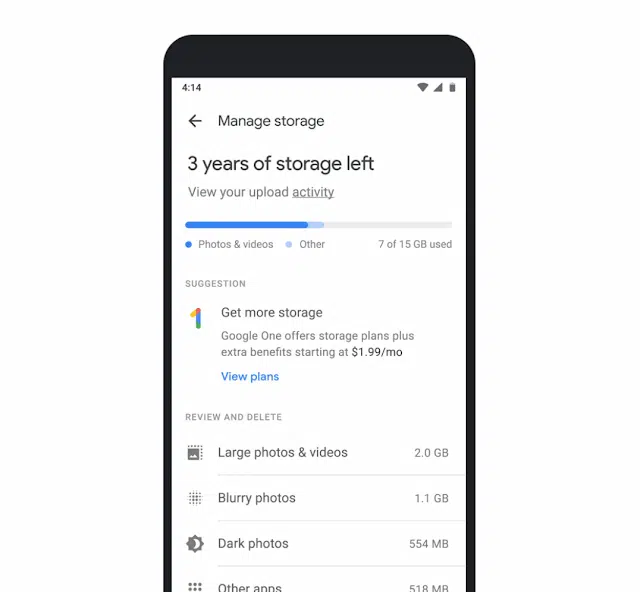 4:14
Manage storage
3 years of storage left
View your upload activity
Photos & videos Other 7 of 15 GB used
SUGGESTION
Get more storage
Google One offers storage plans plus
extra benefits starting at $1.99/mo
View plans
REVIEW AND DELETE
Large photos & videos 2.0 GB
Blurry photos 1.1 GB
Dark photos 554 MB
Other apps 518 MB